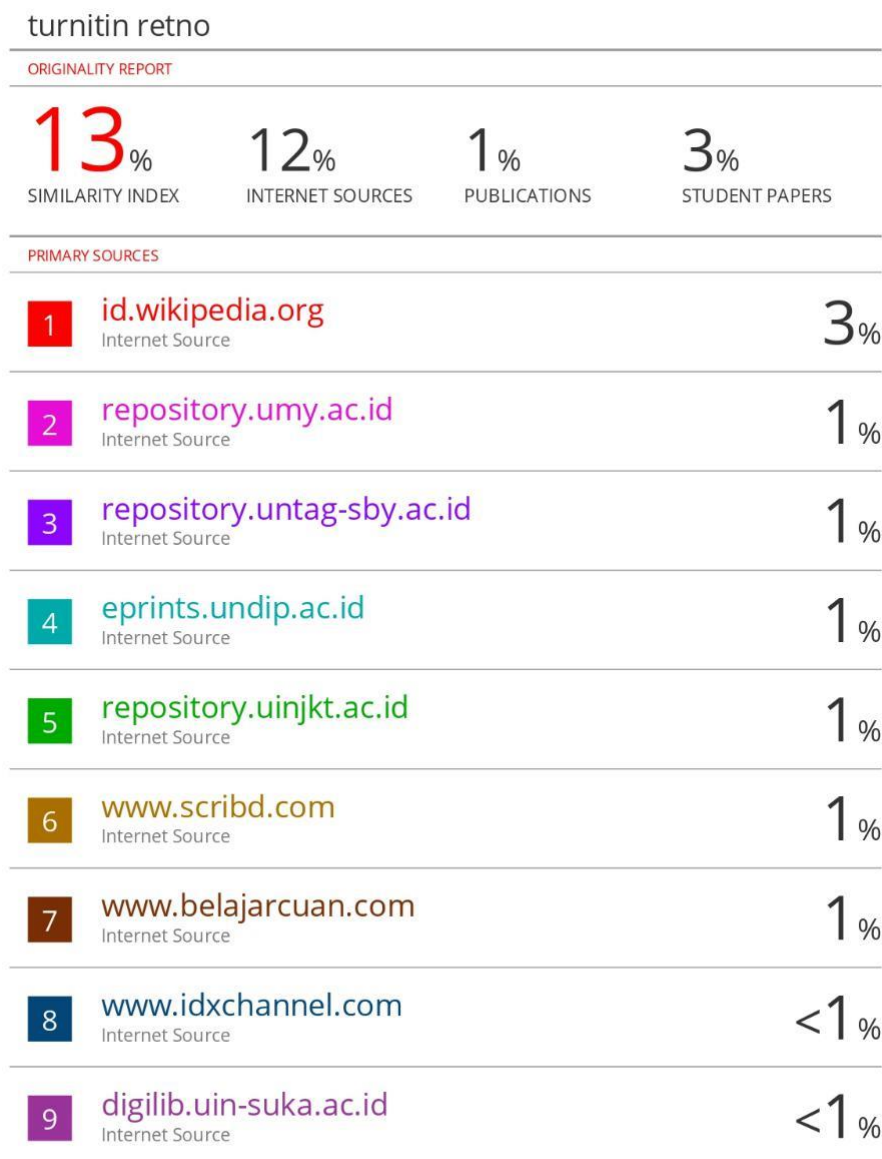 turnitin retno
ORIGINALITY REPORT
13% 12% 1% 3%
SIMILARITY INDEX INTERNET SOURCES PUBLICATIONS STUDENT PAPERS
PRIMARY SOURCES
1 id.wikipedia.org 3%
Internet Source
2 repository.umy.ac.id 1%
Internet Source
3 repository.untag-sby.ac.id 1%
Internet Source
4 eprints.undip.ac.id 1%
Internet Source
5 repository.uinjkt.ac.id 1%
Internet Source
6 www.scribd.com 1%
Internet Source
7 www.belajarcuan.com 1%
Internet Source
8 www.idxchannel.com <1%
Internet Source
9 digilib.uin-suka.ac.id <1%
Internet Source